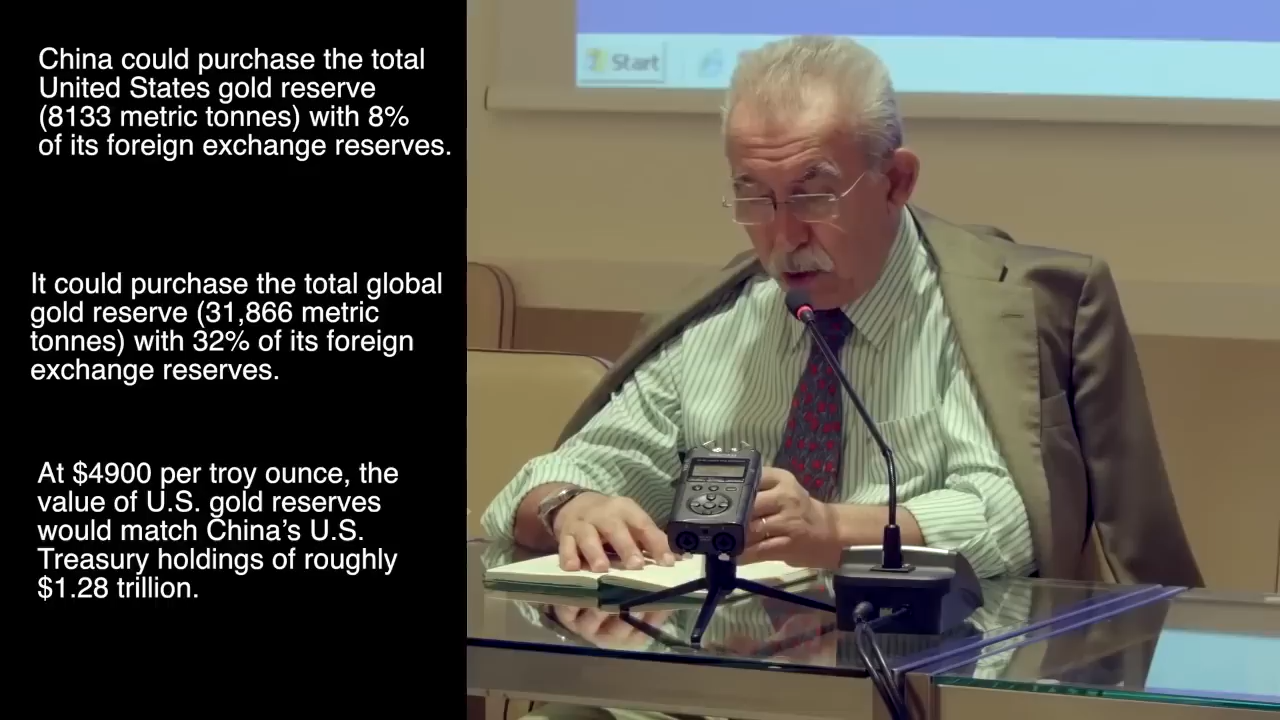 China could purchase the total
United States gold reserve
(8133 metric tonnes) with 8%
of its foreign exchange reserves.
It could purchase the total global
gold reserve (31,866 metric
tonnes) with 32% of its foreign
exchange reserves.
At $4900 per troy ounce, the
value of U.S. gold reserves
would match China's U.S.
Treasury holdings of roughly
$1.28 trillion.
Start